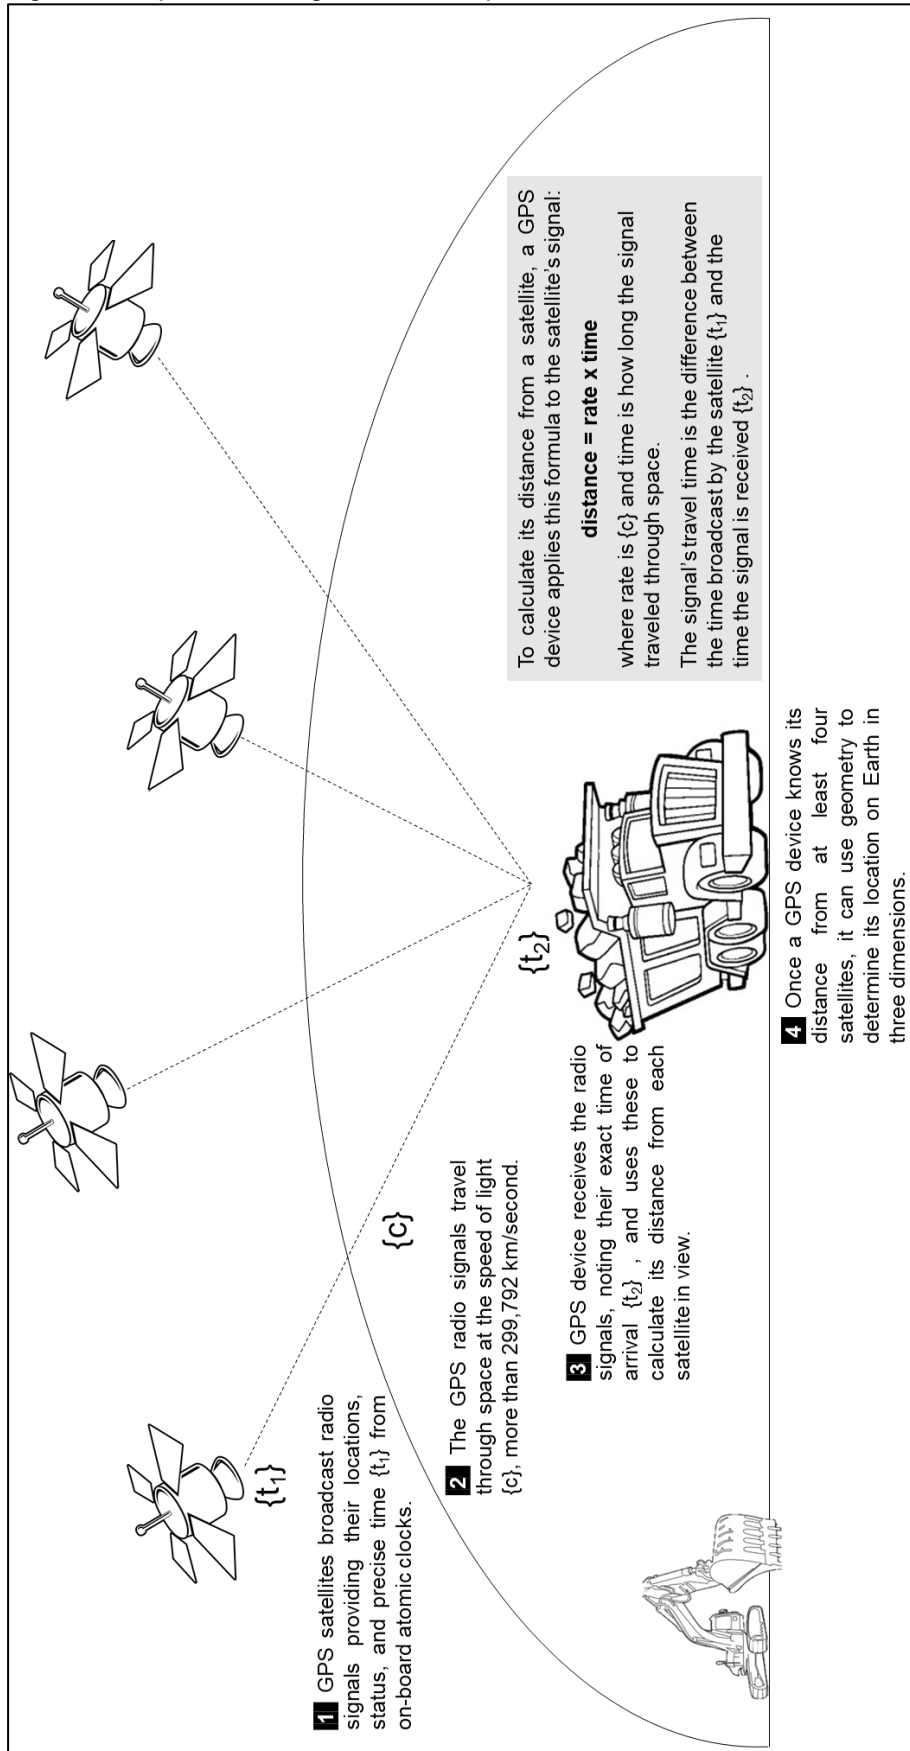 {t₁}
1 GPS satellites broadcast radio
signals providing their locations,
status, and precise time {t₁} from
on-board atomic clocks.
{c}
2 The GPS radio signals travel
through space at the speed of light
{c}, more than 299,792 km/second.
{t₂}
3 GPS device receives the radio
signals, noting their exact time of
arrival {t₂} , and uses these to
calculate its distance from each
satellite in view.
4 Once a GPS device knows its
distance from at least four
satellites, it can use geometry to
determine its location on Earth in
three dimensions.
To calculate its distance from a satellite, a GPS
device applies this formula to the satellite's signal:
distance = rate x time
where rate is {c} and time is how long the signal
traveled through space.
The signal's travel time is the difference between
the time broadcast by the satellite {t₁} and the
time the signal is received {t₂} .